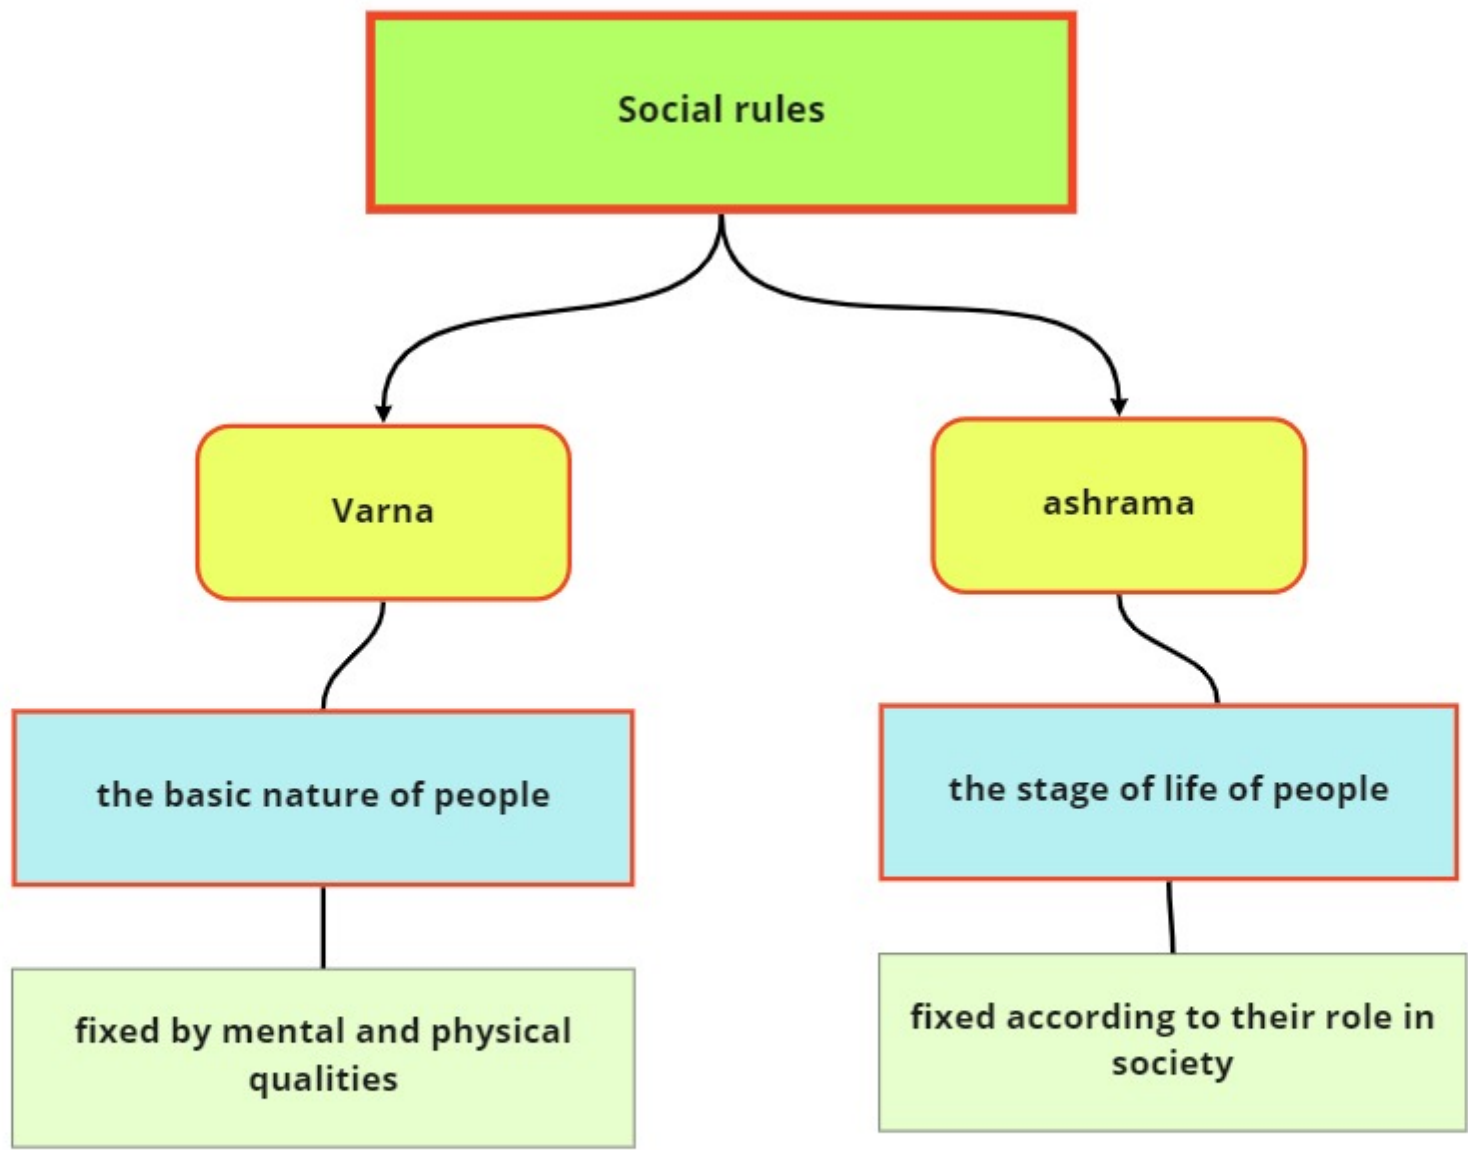 Social rules
Varna
ashrama
the basic nature of people
the stage of life of people
fixed by mental and physical
qualities
fixed according to their role in
society